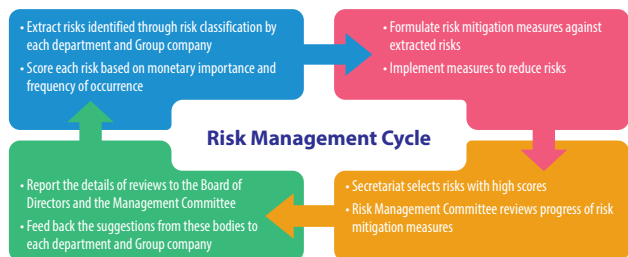 • Extract risks identified through risk classification by
each department and Group company
• Score each risk based on monetary importance and
frequency of occurrence
• Formulate risk mitigation measures against
extracted risks
• Implement measures to reduce risks
Risk Management Cycle
• Report the details of reviews to the Board of
Directors and the Management Committee
• Feed back the suggestions from these bodies to
each department and Group company
• Secretariat selects risks with high scores
• Risk Management Committee reviews progress of risk
mitigation measures